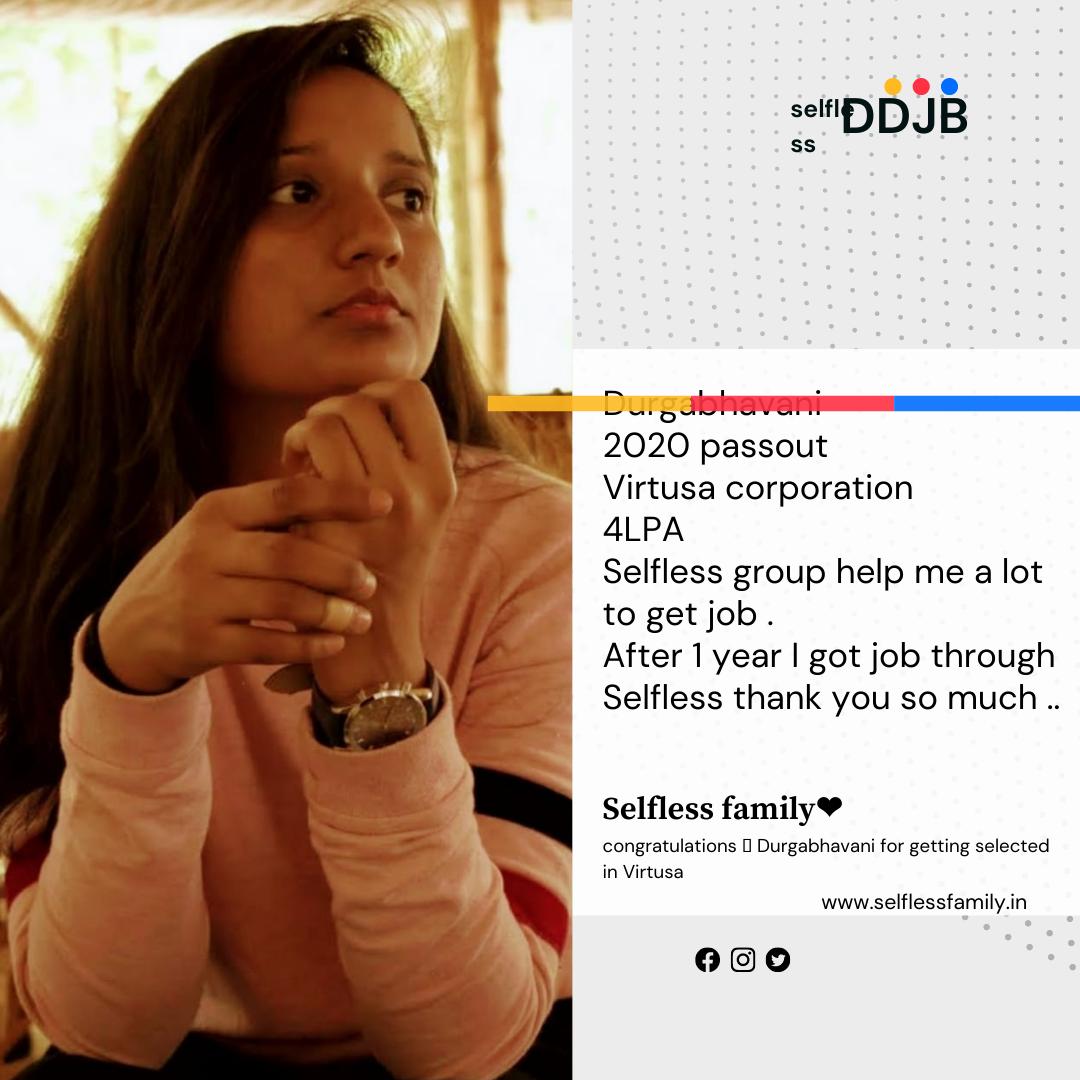 selfle
ss
DDJB
Durgabhavani
2020 passout
Virtusa corporation
4LPA
Selfless group help me a lot
to get job .
After 1 year I got job through
Selfless thank you so much ..
Selfless family❤
congratulations ▯ Durgabhavani for getting selected
in Virtusa
www.selflessfamily.in